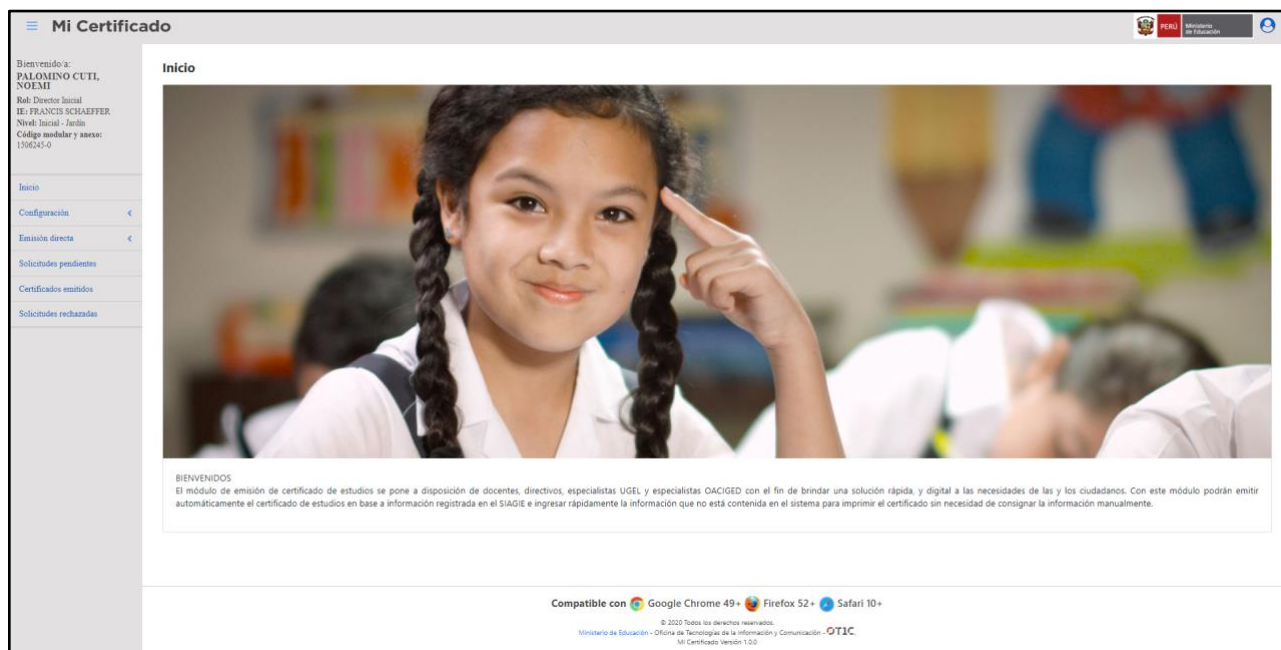 Mi Certificado
PERÚ
Ministerio
de Educación
Bienvenido/a:
PALOMINO CUTI,
NOEMI
Rol: Director Inicial
IE: FRANCIS SCHAEFFER
Nivel: Inicial - Jardín
Código modular y anexo:
1506245-0
Inicio
Configuración
Emisión directa
Solicitudes pendientes
Certificados emitidos
Solicitudes rechazadas
Inicio
BIENVENIDOS
El módulo de emisión de certificado de estudios se pone a disposición de docentes, directivos, especialistas UGEL y especialistas OACIGED con el fin de brindar una solución rápida, y digital a las necesidades de las y los ciudadanos. Con este módulo podrán emitir
automáticamente el certificado de estudios en base a información registrada en el SIAGIE e ingresar rápidamente la información que no está contenida en el sistema para imprimir el certificado sin necesidad de consignar la información manualmente.
Compatible con Google Chrome 49+ Firefox 52+ Safari 10+
© 2020 Todos los derechos reservados.
Ministerio de Educación - Oficina de Tecnologías de la Información y Comunicación - OTIC
Mi Certificado Versión 1.0.0